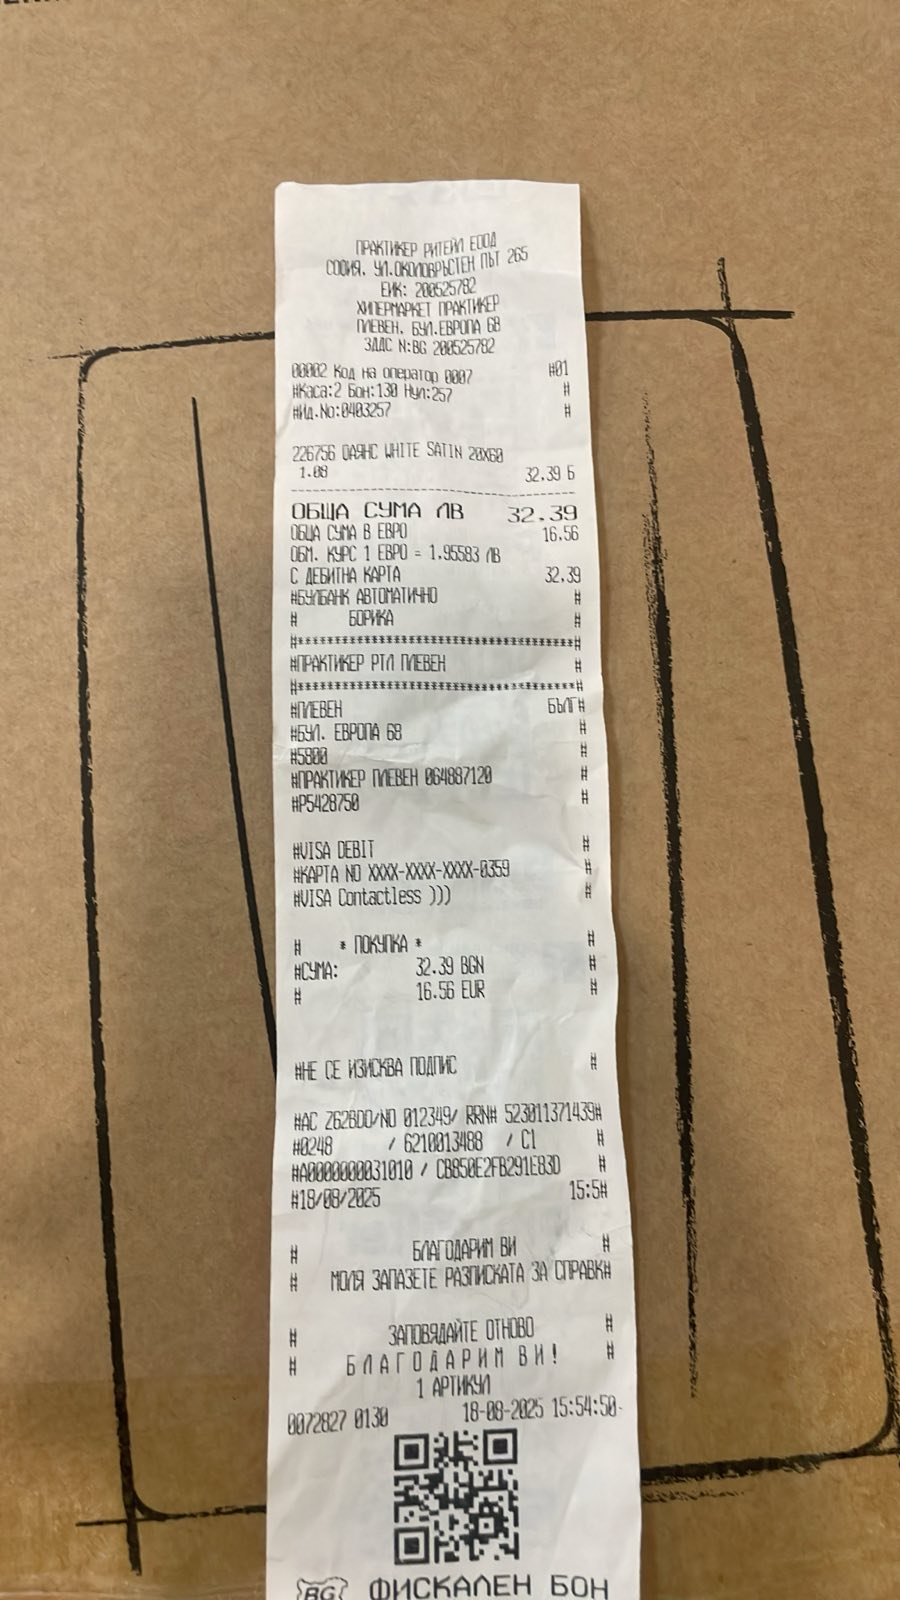 ПРАКТИКЕР РИТЕЙЛ ЕООД
СОФИЯ, УЛ.ОКОЛОВРЪСТЕН ПЪТ 265
ЕИК: 200525782
ХИПЕРМАРКЕТ ПРАКТИКЕР
ПЛЕВЕН, БУЛ.ЕВРОПА 68
ЗДДС N:BG 200525782
00002 Код на оператор 0007 #01
#Каса:2 Бон:130 Нул:257 #
#Ид.No:0403257 #
226756 ФАЯНС WHITE SATIN 20X60
1.08 32.39 Б
ОБЩА СУМА ЛВ 32.39
ОБЩА СУМА В ЕВРО 16.56
ОБМ. КУРС 1 ЕВРО = 1.95583 ЛВ
С ДЕБИТНА КАРТА 32.39
#БУЛБАНК АВТОМАТИЧНО #
# БОРИКА #
#************************************#
#ПРАКТИКЕР РТЛ ПЛЕВЕН #
#************************************#
#ПЛЕВЕН БЪЛГ#
#БУЛ. ЕВРОПА 68 #
#5800 #
#ПРАКТИКЕР ПЛЕВЕН 064887120 #
#P5428750 #
#VISA DEBIT #
#КАРТА NO XXXX-XXXX-XXXX-0359 #
#VISA Contactless ))) #
# * ПОКУПКА * #
#СУМА: 32.39 BGN #
# 16.56 EUR #
#НЕ СЕ ИЗИСКВА ПОДПИС #
#AC Z62BDD/NO 012349/ RRN# 523011371439#
#0248 / 6210013488 / C1 #
#A0000000031010 / CB850E2FB291E83D #
#18/08/2025 15:5#
# БЛАГОДАРИМ ВИ #
# МОЛЯ ЗАПАЗЕТЕ РАЗПИСКАТА ЗА СПРАВК#
# ЗАПОВЯДАЙТЕ ОТНОВО #
# БЛАГОДАРИМ ВИ! #
1 АРТИКУЛ
0072827 0130 18-08-2025 15:54:50
BG ФИСКАЛЕН БОН